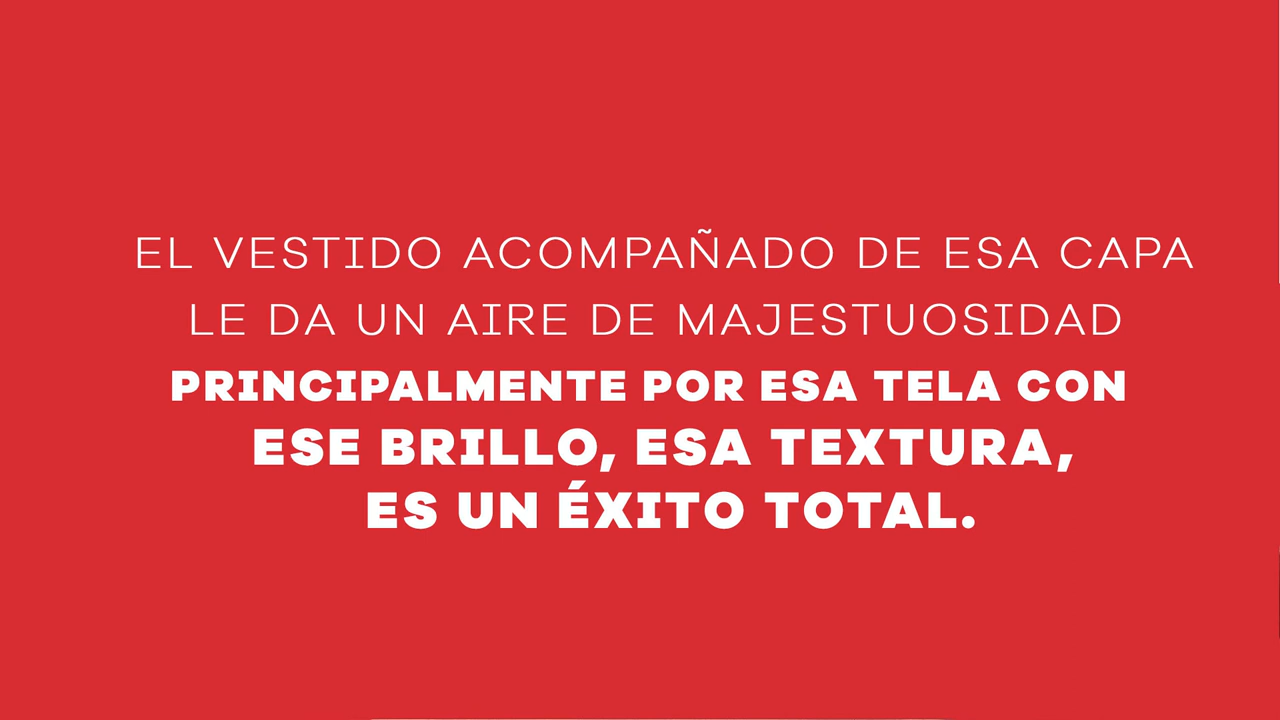 EL VESTIDO ACOMPAÑADO DE ESA CAPA
LE DA UN AIRE DE MAJESTUOSIDAD
PRINCIPALMENTE POR ESA TELA CON
ESE BRILLO, ESA TEXTURA,
ES UN ÉXITO TOTAL.